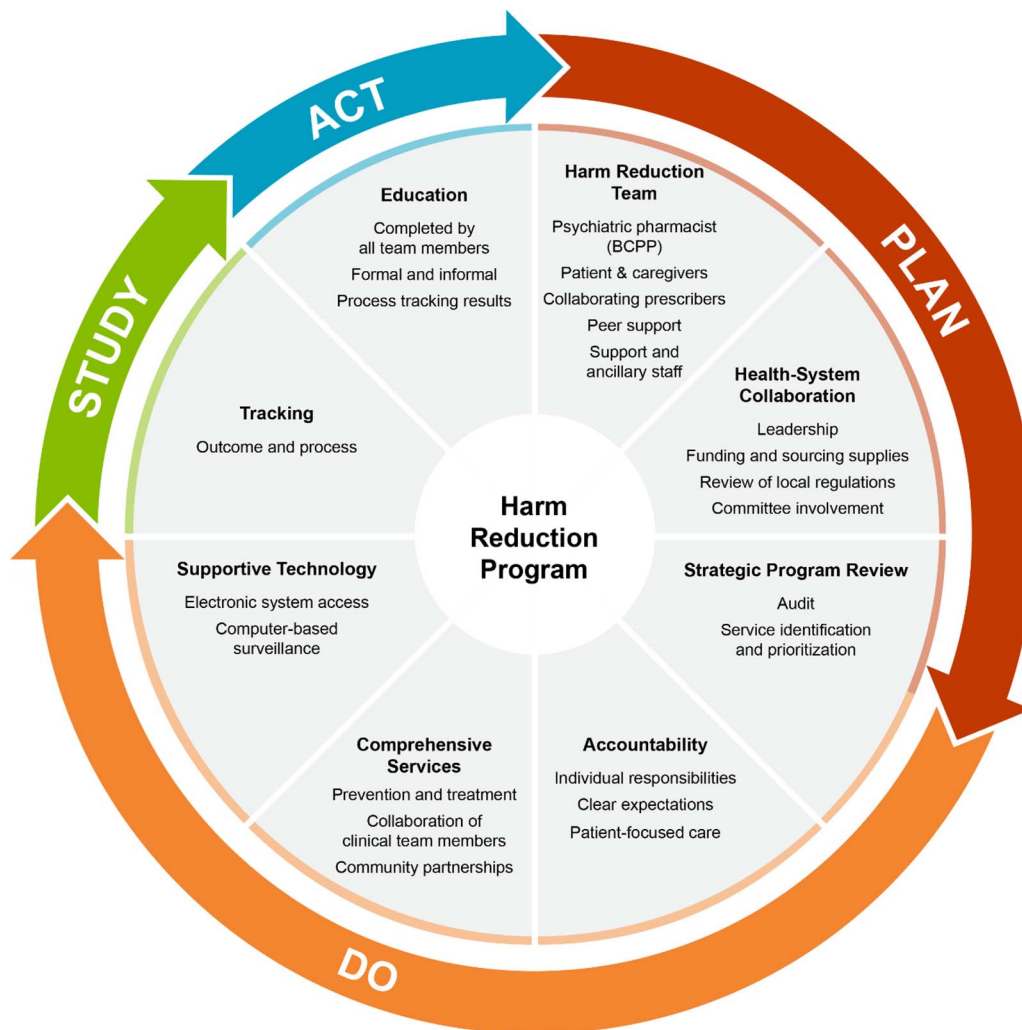 ACT
PLAN
DO
STUDY
Harm
Reduction
Program
Harm Reduction
Team
Psychiatric pharmacist
(BCPP)
Patient & caregivers
Collaborating prescribers
Peer support
Support and
ancillary staff
Health-System
Collaboration
Leadership
Funding and sourcing supplies
Review of local regulations
Committee involvement
Strategic Program Review
Audit
Service identification
and prioritization
Accountability
Individual responsibilities
Clear expectations
Patient-focused care
Comprehensive
Services
Prevention and treatment
Collaboration of
clinical team members
Community partnerships
Supportive Technology
Electronic system access
Computer-based
surveillance
Tracking
Outcome and process
Education
Completed by
all team members
Formal and informal
Process tracking results